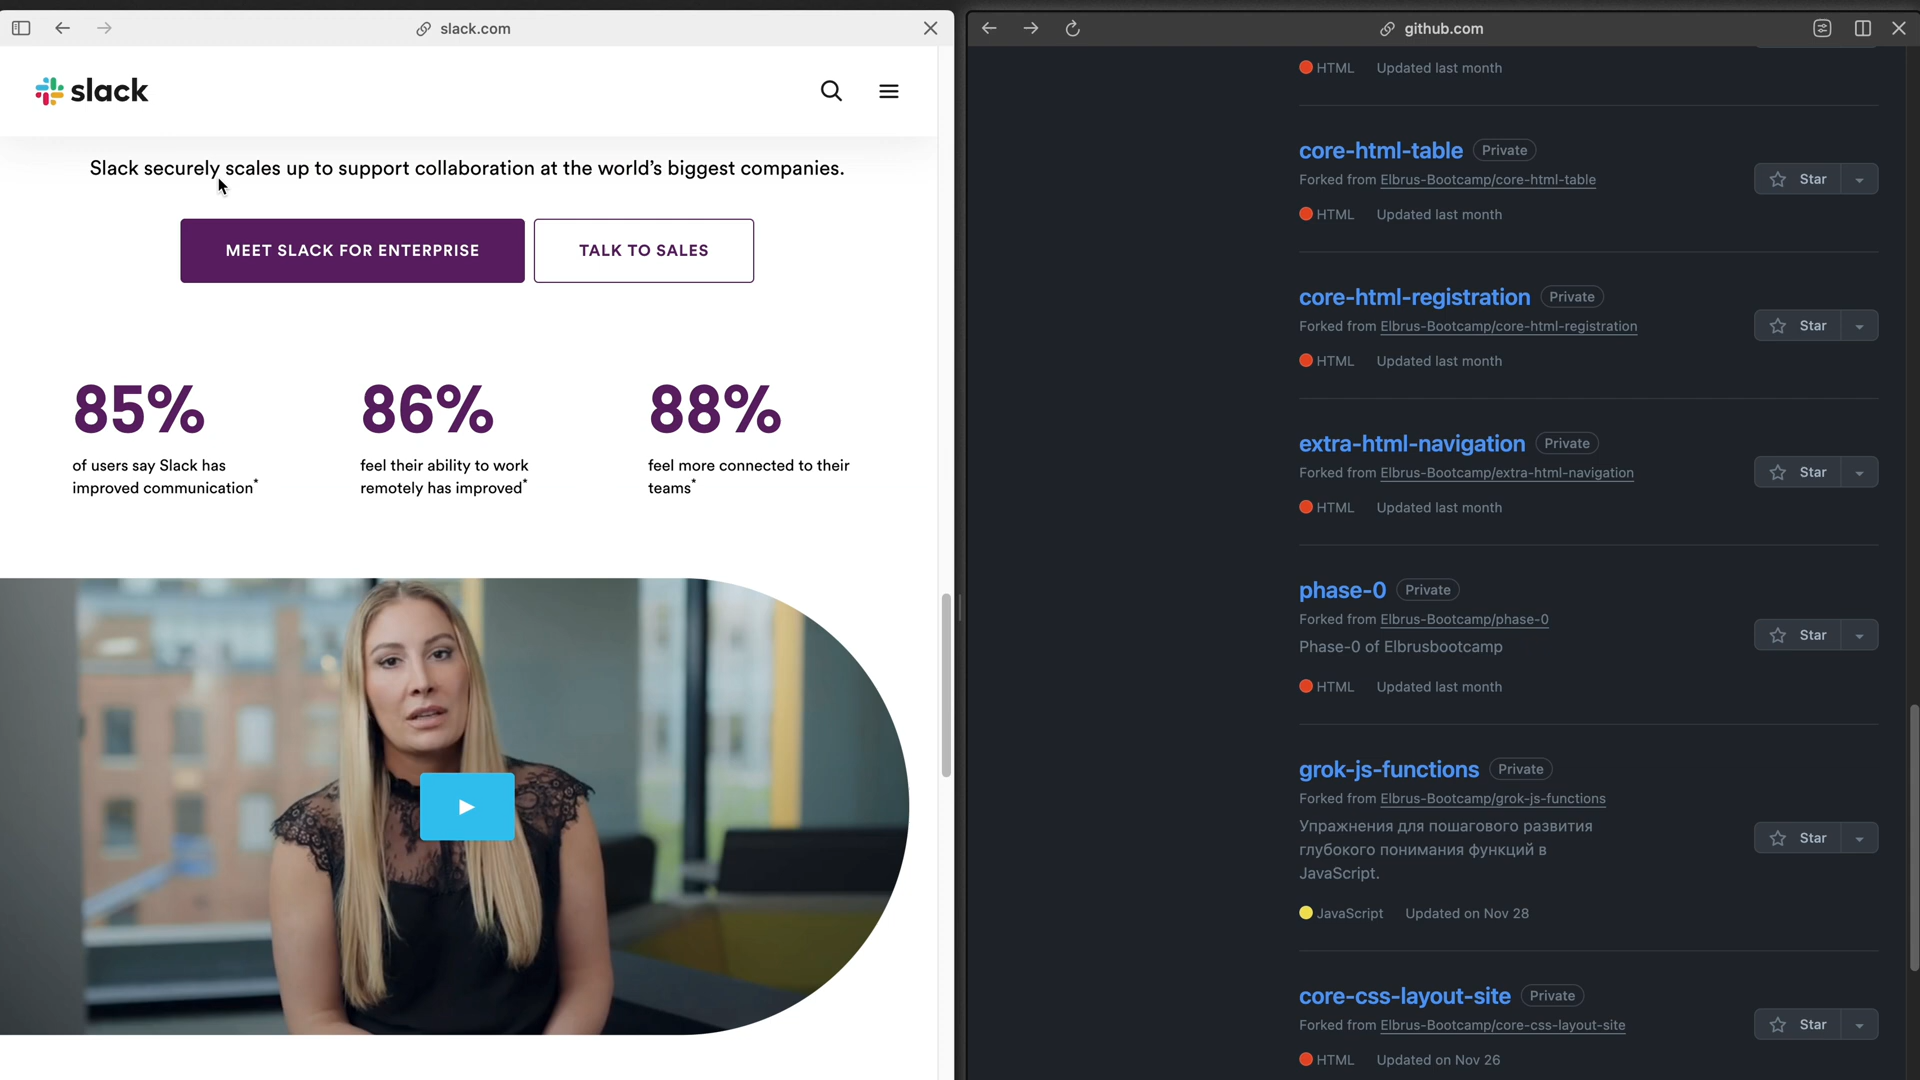 slack.com
slack
Slack securely scales up to support collaboration at the world’s biggest companies.
MEET SLACK FOR ENTERPRISE
TALK TO SALES
85%
of users say Slack has
improved communication*
86%
feel their ability to work
remotely has improved*
88%
feel more connected to their
teams*
github.com
HTML Updated last month
core-html-table Private
Forked from Elbrus-Bootcamp/core-html-table
Star
HTML Updated last month
core-html-registration Private
Forked from Elbrus-Bootcamp/core-html-registration
Star
HTML Updated last month
extra-html-navigation Private
Forked from Elbrus-Bootcamp/extra-html-navigation
Star
HTML Updated last month
phase-0 Private
Forked from Elbrus-Bootcamp/phase-0
Star
Phase-0 of Elbrusbootcamp
HTML Updated last month
grok-js-functions Private
Forked from Elbrus-Bootcamp/grok-js-functions
Упражнения для пошагового развития
глубокого понимания функций в
JavaScript.
Star
JavaScript Updated on Nov 28
core-css-layout-site Private
Forked from Elbrus-Bootcamp/core-css-layout-site
Star
HTML Updated on Nov 26